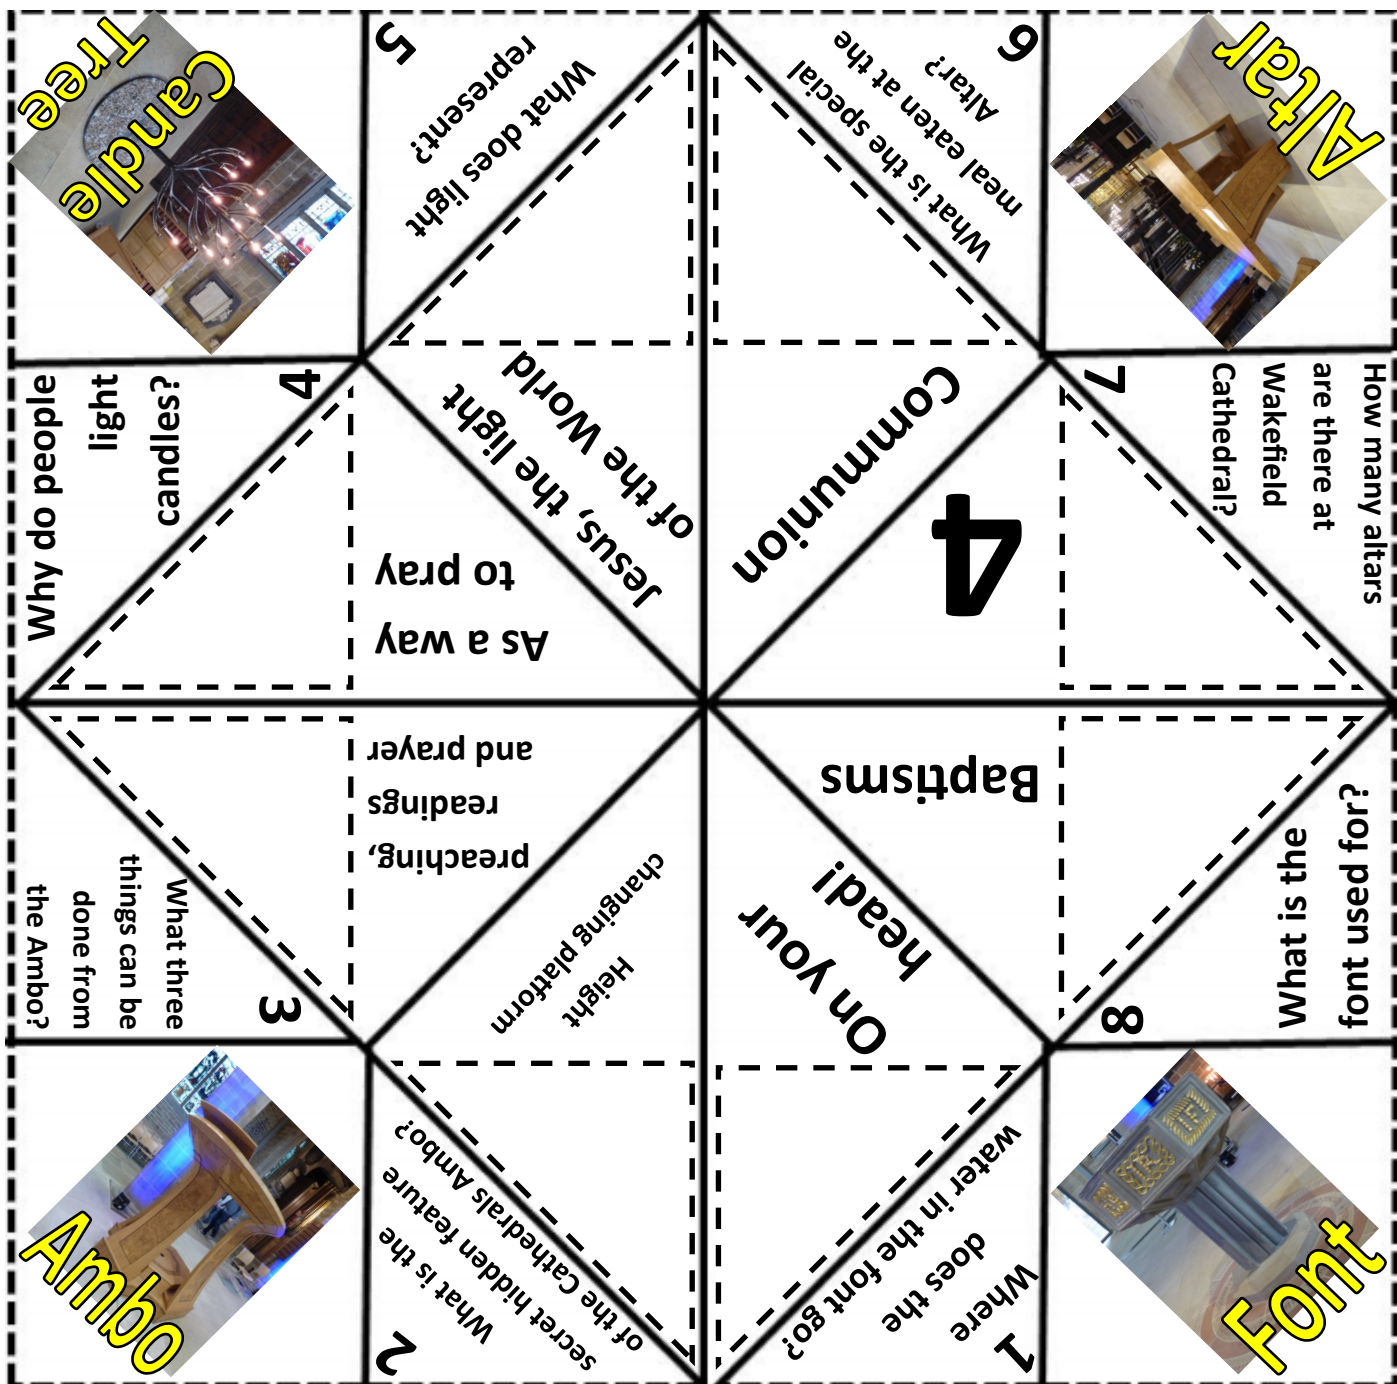 Candle
Tree
5
What does light
represent?
6
What is the special
meal eaten at the
Altar?
Altar
4
Why do people
light
candles?
Jesus, the light
of the World
Communion
7
How many altars
are there at
Wakefield
Cathedral?
As a way
to pray
4
3
What three
things can be
done from
the Ambo?
preaching,
readings
and prayer
Height
changing platform
On your
head!
Baptisms
8
What is the
font used for?
Ambo
2
What is the
secret hidden feature
of the Cathedrals Ambo?
1
Where
does the
water in the font go?
Font